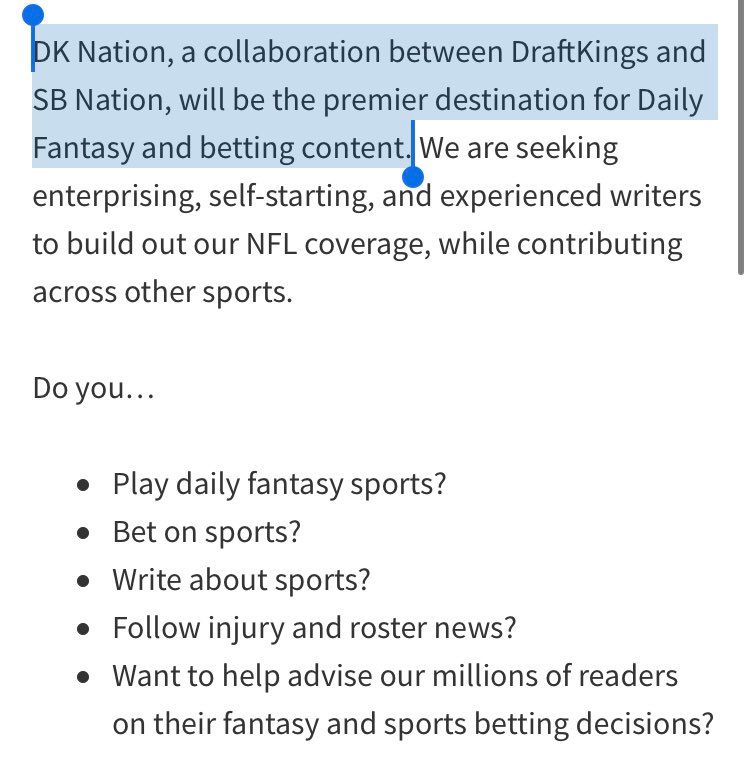 DK Nation, a collaboration between DraftKings and
SB Nation, will be the premier destination for Daily
Fantasy and betting content. We are seeking
enterprising, self-starting, and experienced writers
to build out our NFL coverage, while contributing
across other sports.
Do you…
• Play daily fantasy sports?
• Bet on sports?
• Write about sports?
• Follow injury and roster news?
• Want to help advise our millions of readers
on their fantasy and sports betting decisions?